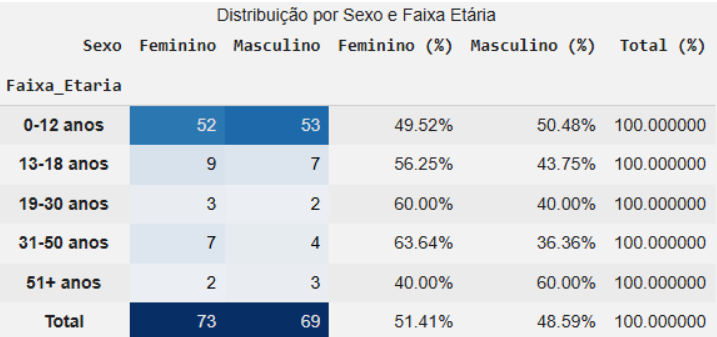 Distribuição por Sexo e Faixa Etária
Sexo Feminino Masculino Feminino (%) Masculino (%) Total (%)
Faixa_Etaria
0-12 anos 52 53 49.52% 50.48% 100.000000
13-18 anos 9 7 56.25% 43.75% 100.000000
19-30 anos 3 2 60.00% 40.00% 100.000000
31-50 anos 7 4 63.64% 36.36% 100.000000
51+ anos 2 3 40.00% 60.00% 100.000000
Total 73 69 51.41% 48.59% 100.000000